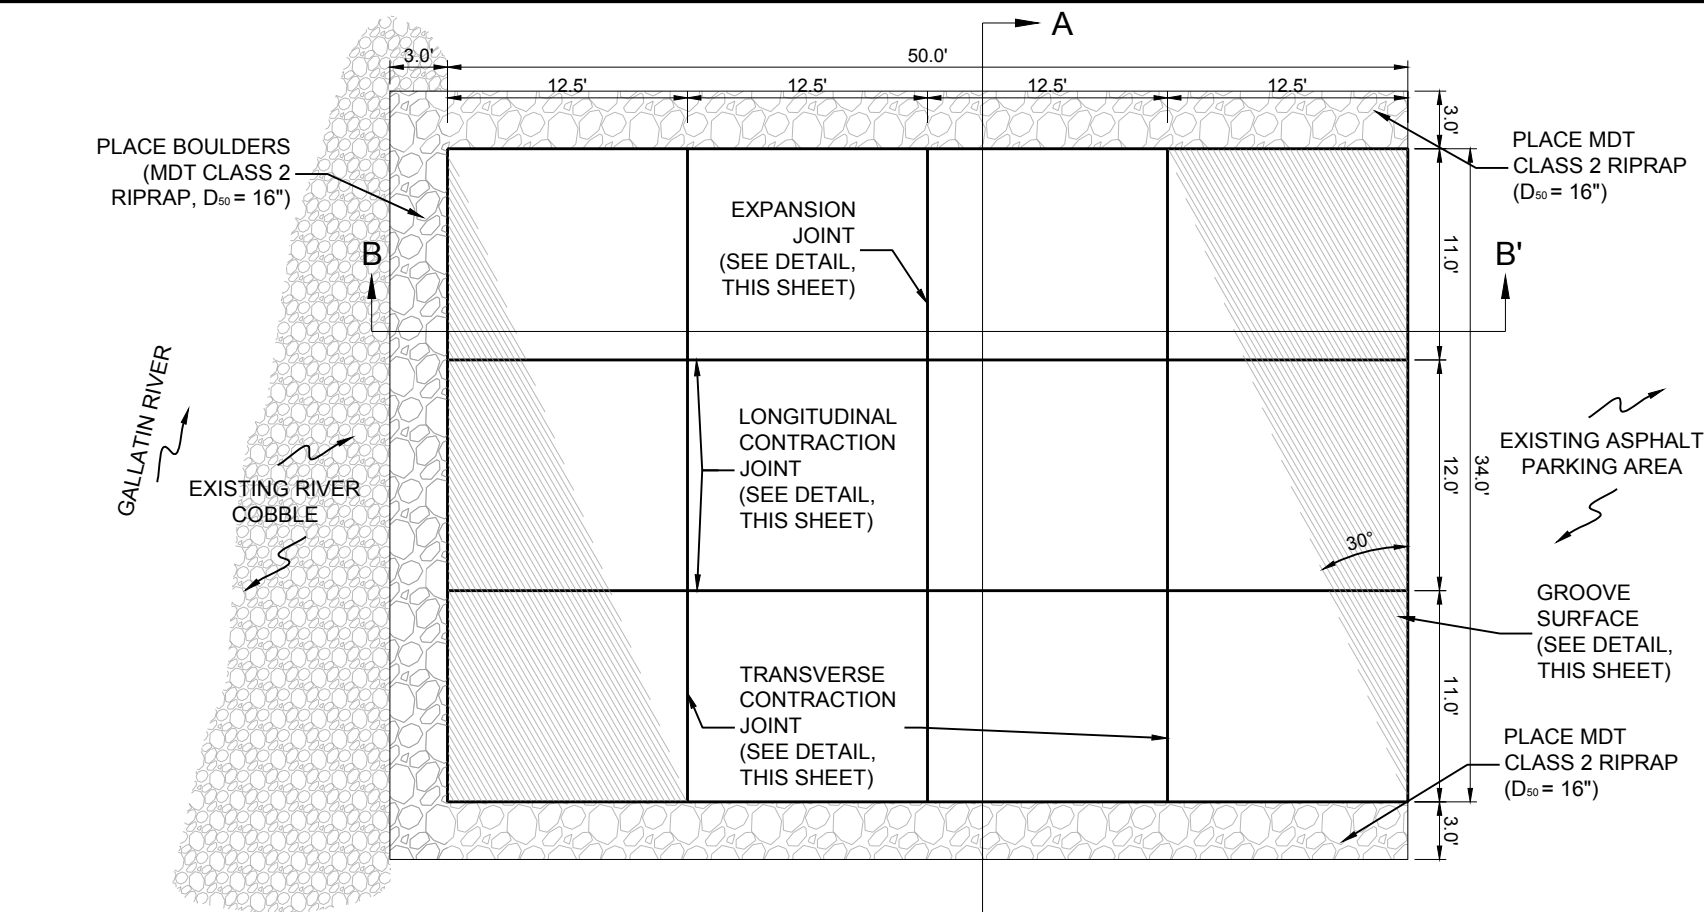 A
3.0'
50.0'
12.5'
12.5'
12.5'
12.5'
3.0'
PLACE BOULDERS
(MDT CLASS 2
RIPRAP, D₅₀ = 16")
PLACE MDT
CLASS 2 RIPRAP
(D₅₀ = 16")
EXPANSION
JOINT
(SEE DETAIL,
THIS SHEET)
B
11.0'
B'
GALLATIN RIVER
EXISTING RIVER
COBBLE
LONGITUDINAL
CONTRACTION
JOINT
(SEE DETAIL,
THIS SHEET)
12.0'
34.0'
EXISTING ASPHALT
PARKING AREA
30°
GROOVE
SURFACE
(SEE DETAIL,
THIS SHEET)
TRANSVERSE
CONTRACTION
JOINT
(SEE DETAIL,
THIS SHEET)
11.0'
PLACE MDT
CLASS 2 RIPRAP
(D₅₀ = 16")
3.0'